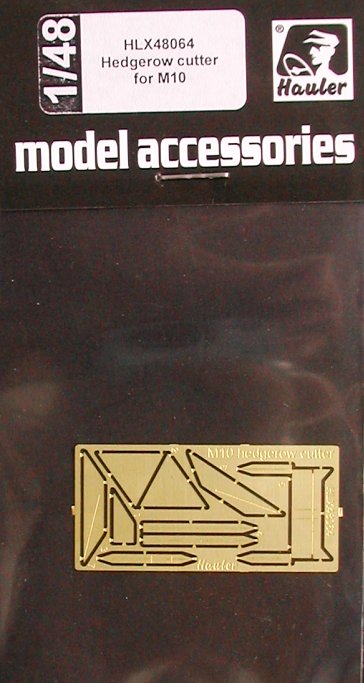 1/48
HLX48064
Hedgerow cutter
for M10
®
Hauler
model accessories
M10 hedgerow cutter
Hauler